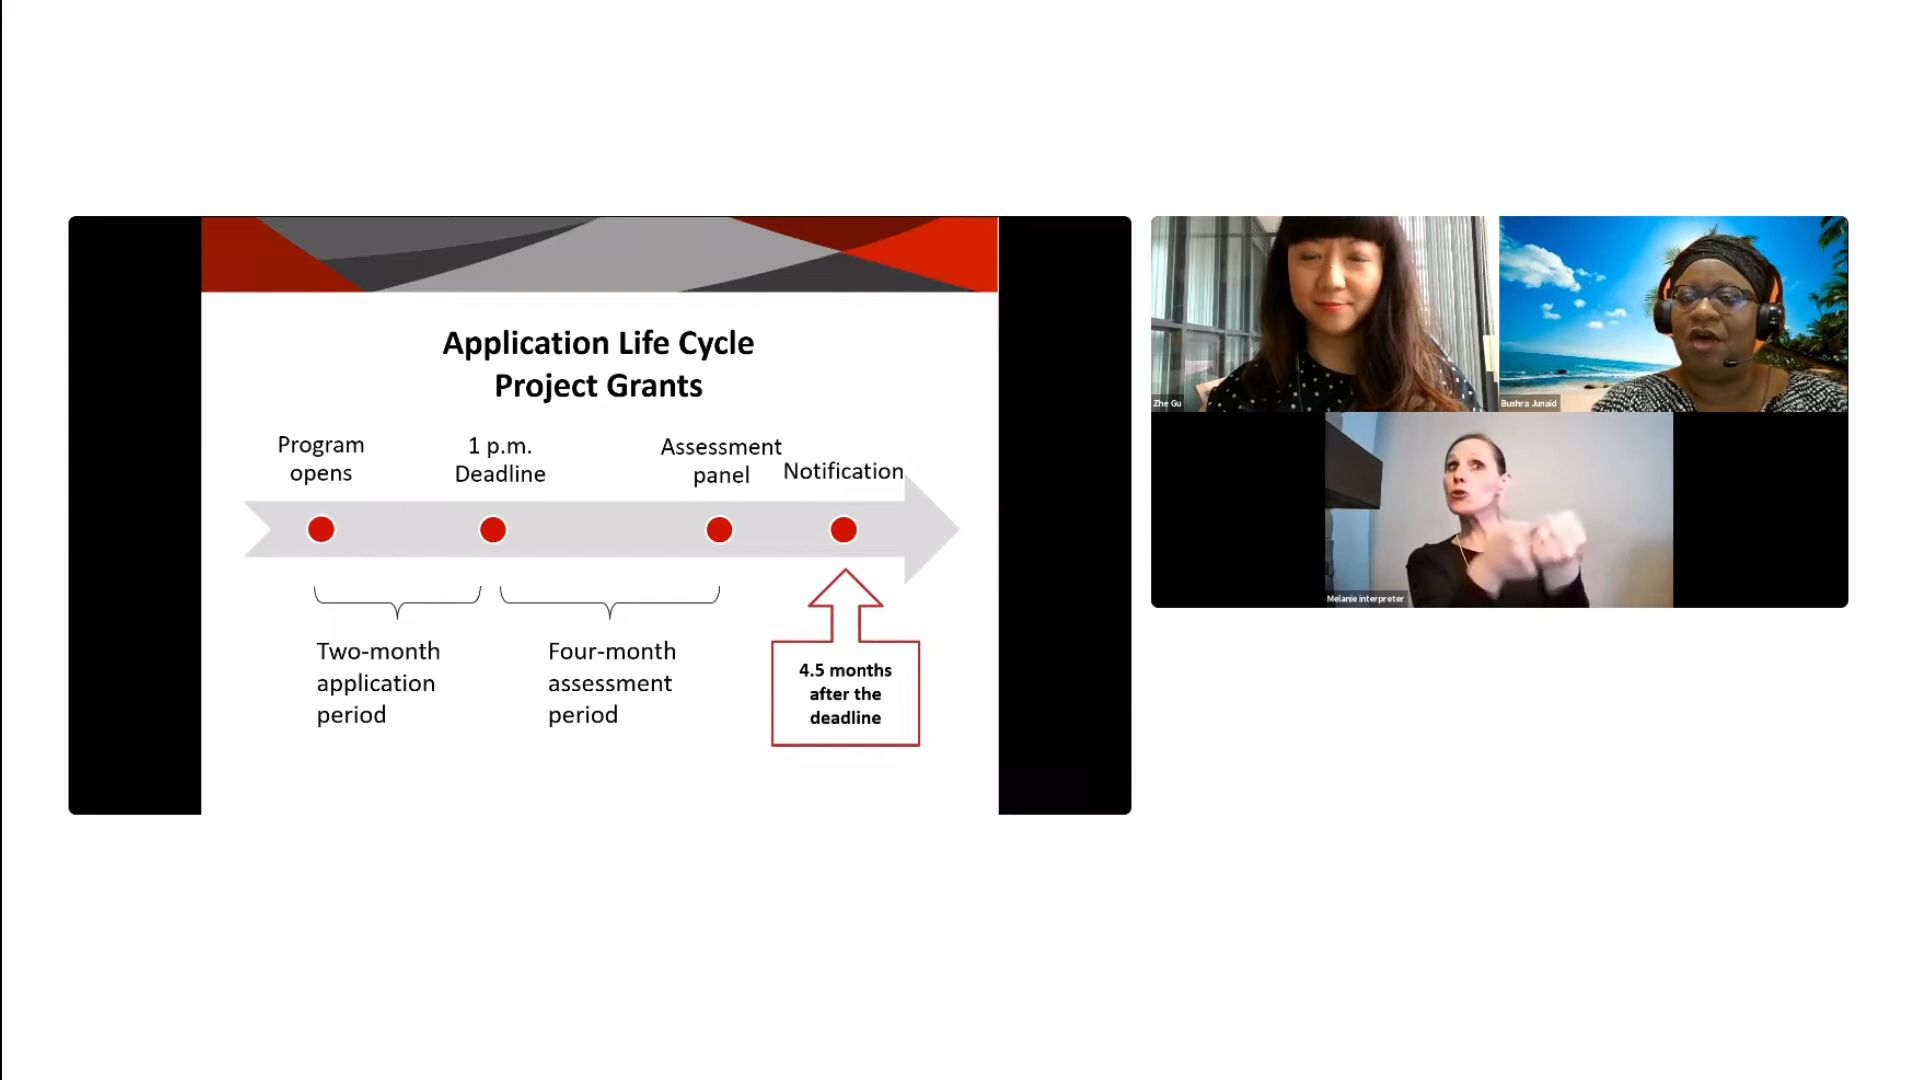 Application Life Cycle
Project Grants
Program
opens
1 p.m.
Deadline
Assessment
panel
Notification
Two-month
application
period
Four-month
assessment
period
4.5 months
after the
deadline
Zhe Gu
Bushra Junaid
Melanie interpreter